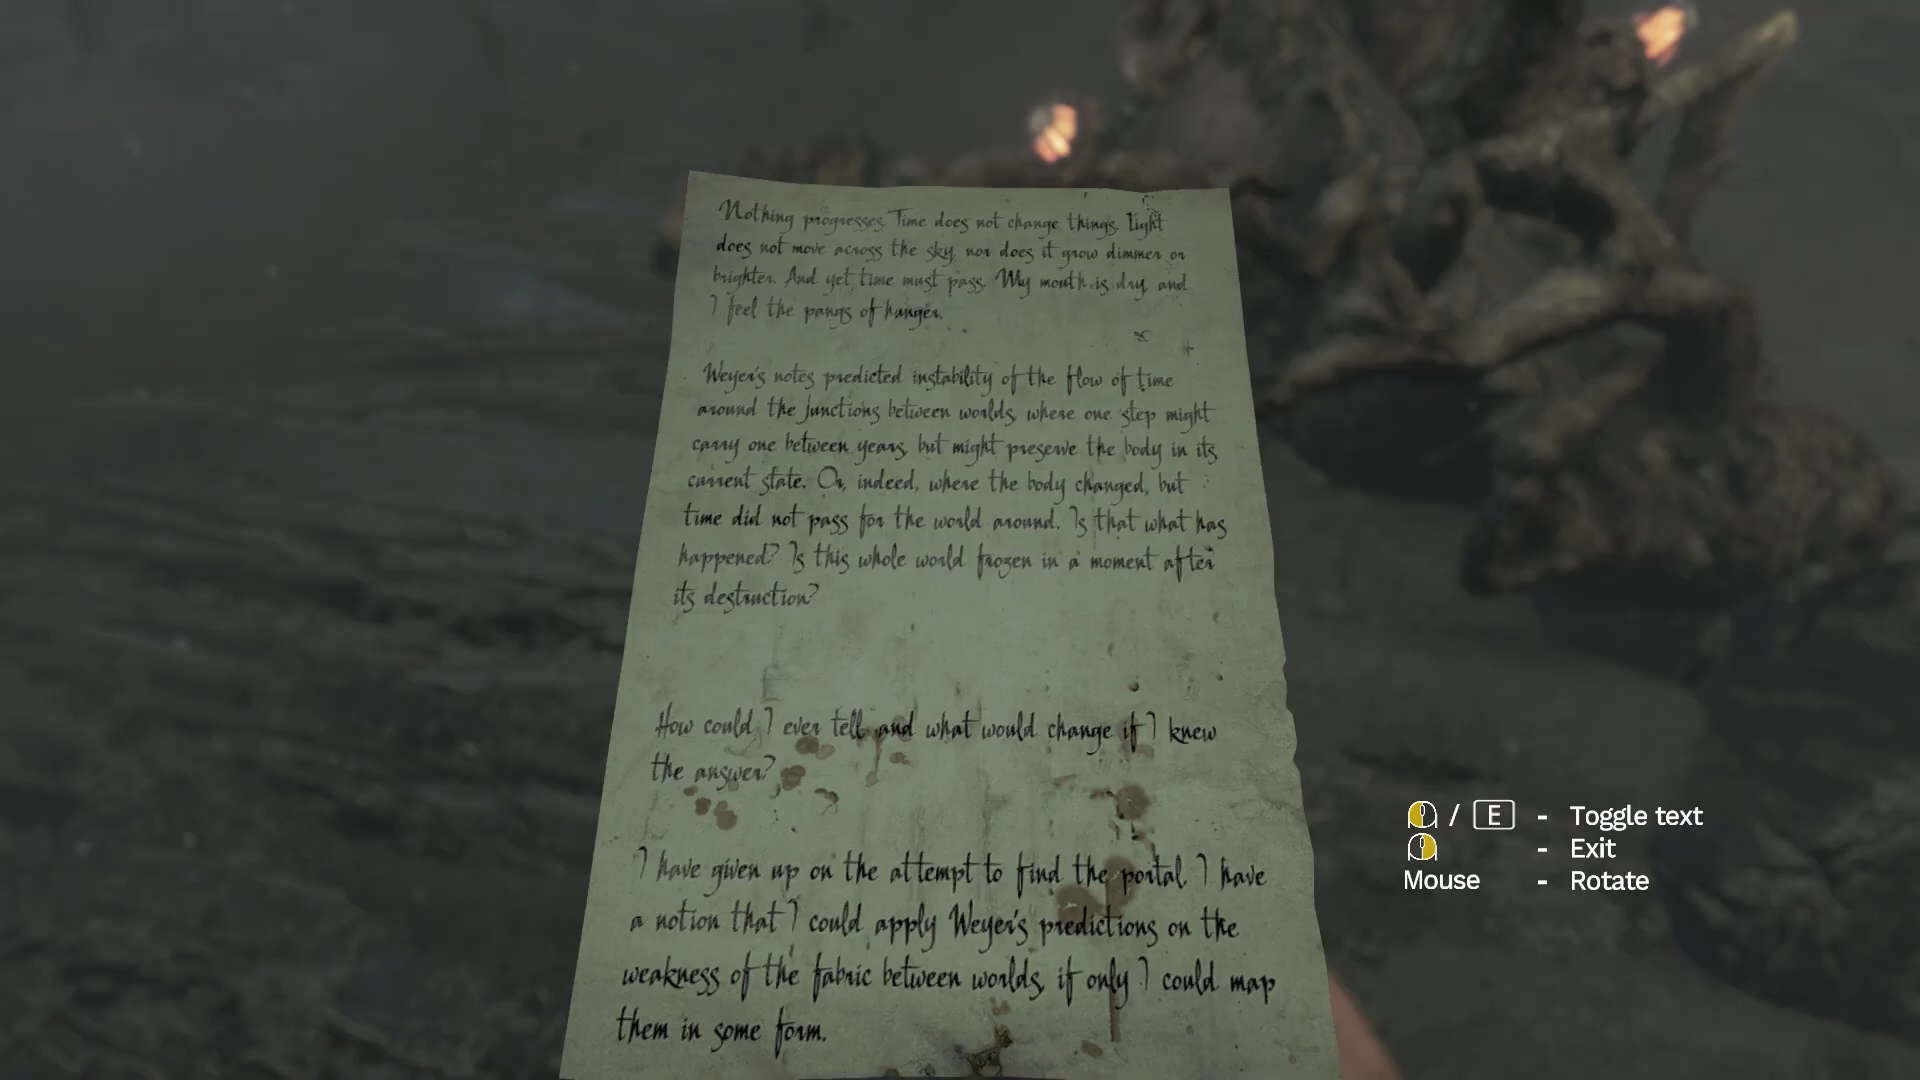 Nothing progresses. Time does not change things. Light
does not move across the sky, nor does it grow dimmer or
brighter. And yet time must pass. My mouth is dry, and
I feel the pangs of hunger.
Weyer's notes predicted instability of the flow of time
around the junctions between worlds, where one step might
carry one between years, but might preserve the body in its
current state. Or, indeed, where the body changed, but
time did not pass for the world around. Is that what has
happened? Is this whole world frozen in a moment after
its destruction?
How could I ever tell, and what would change if I knew
the answer?
I have given up on the attempt to find the portal. I have
a notion that I could apply Weyer's predictions on the
weakness of the fabric between worlds, if only I could map
them in some form.
/ E - Toggle text
- Exit
Mouse - Rotate